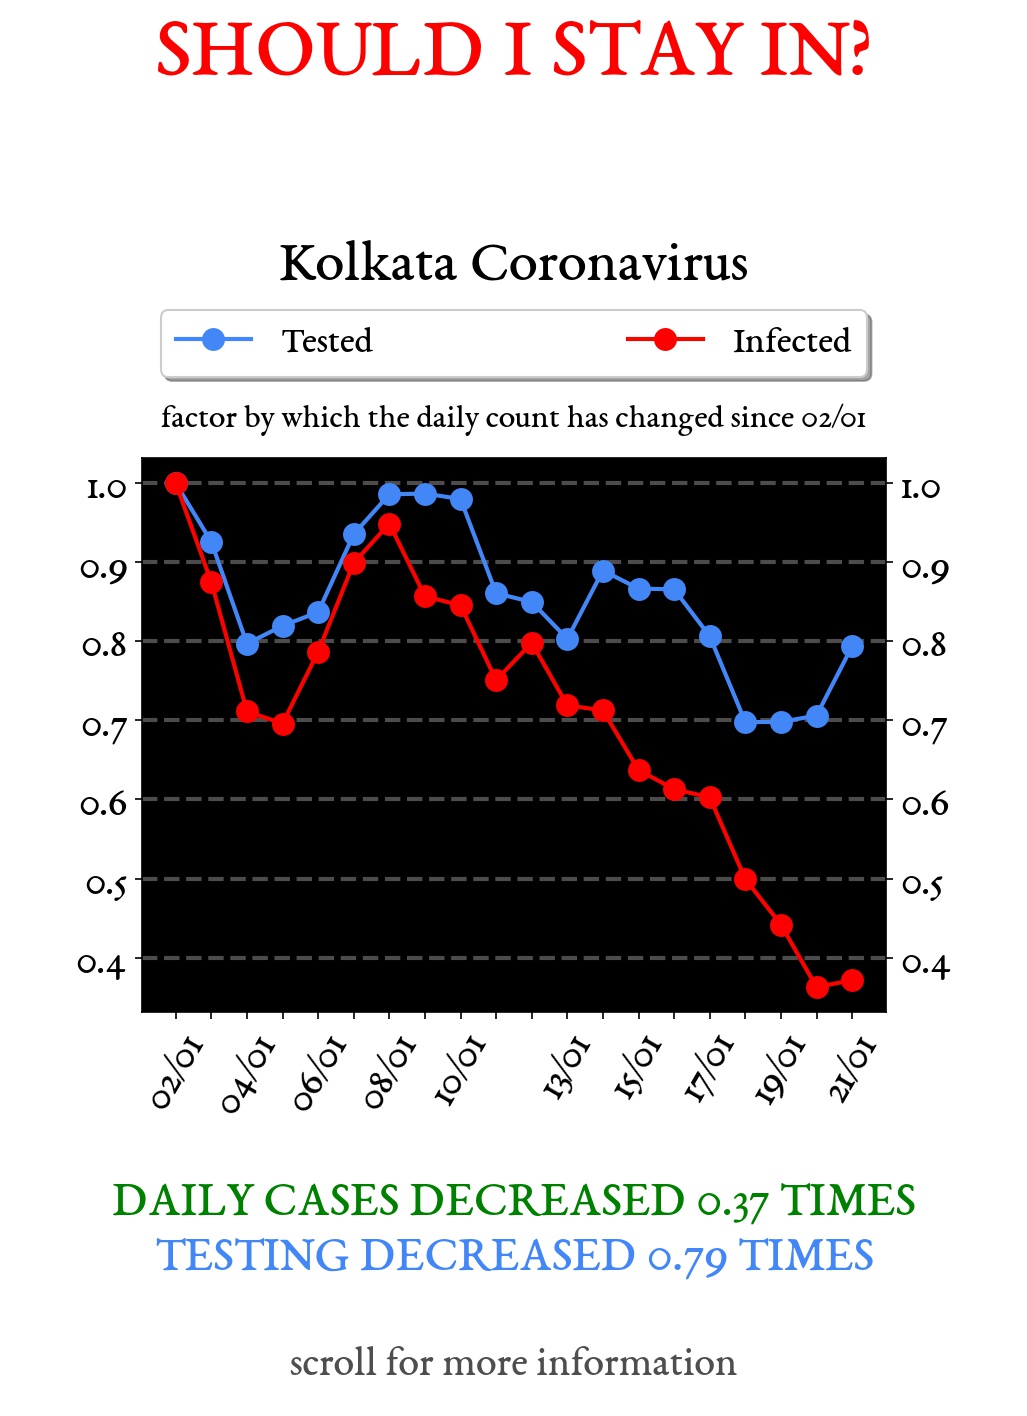 SHOULD I STAY IN?
Kolkata Coronavirus
Tested Infected
factor by which the daily count has changed since 02/01
1.0 1.0
0.9 0.9
0.8 0.8
0.7 0.7
0.6 0.6
0.5 0.5
0.4 0.4
02/01 04/01 06/01 08/01 10/01 13/01 15/01 17/01 19/01 21/01
DAILY CASES DECREASED 0.37 TIMES
TESTING DECREASED 0.79 TIMES
scroll for more information